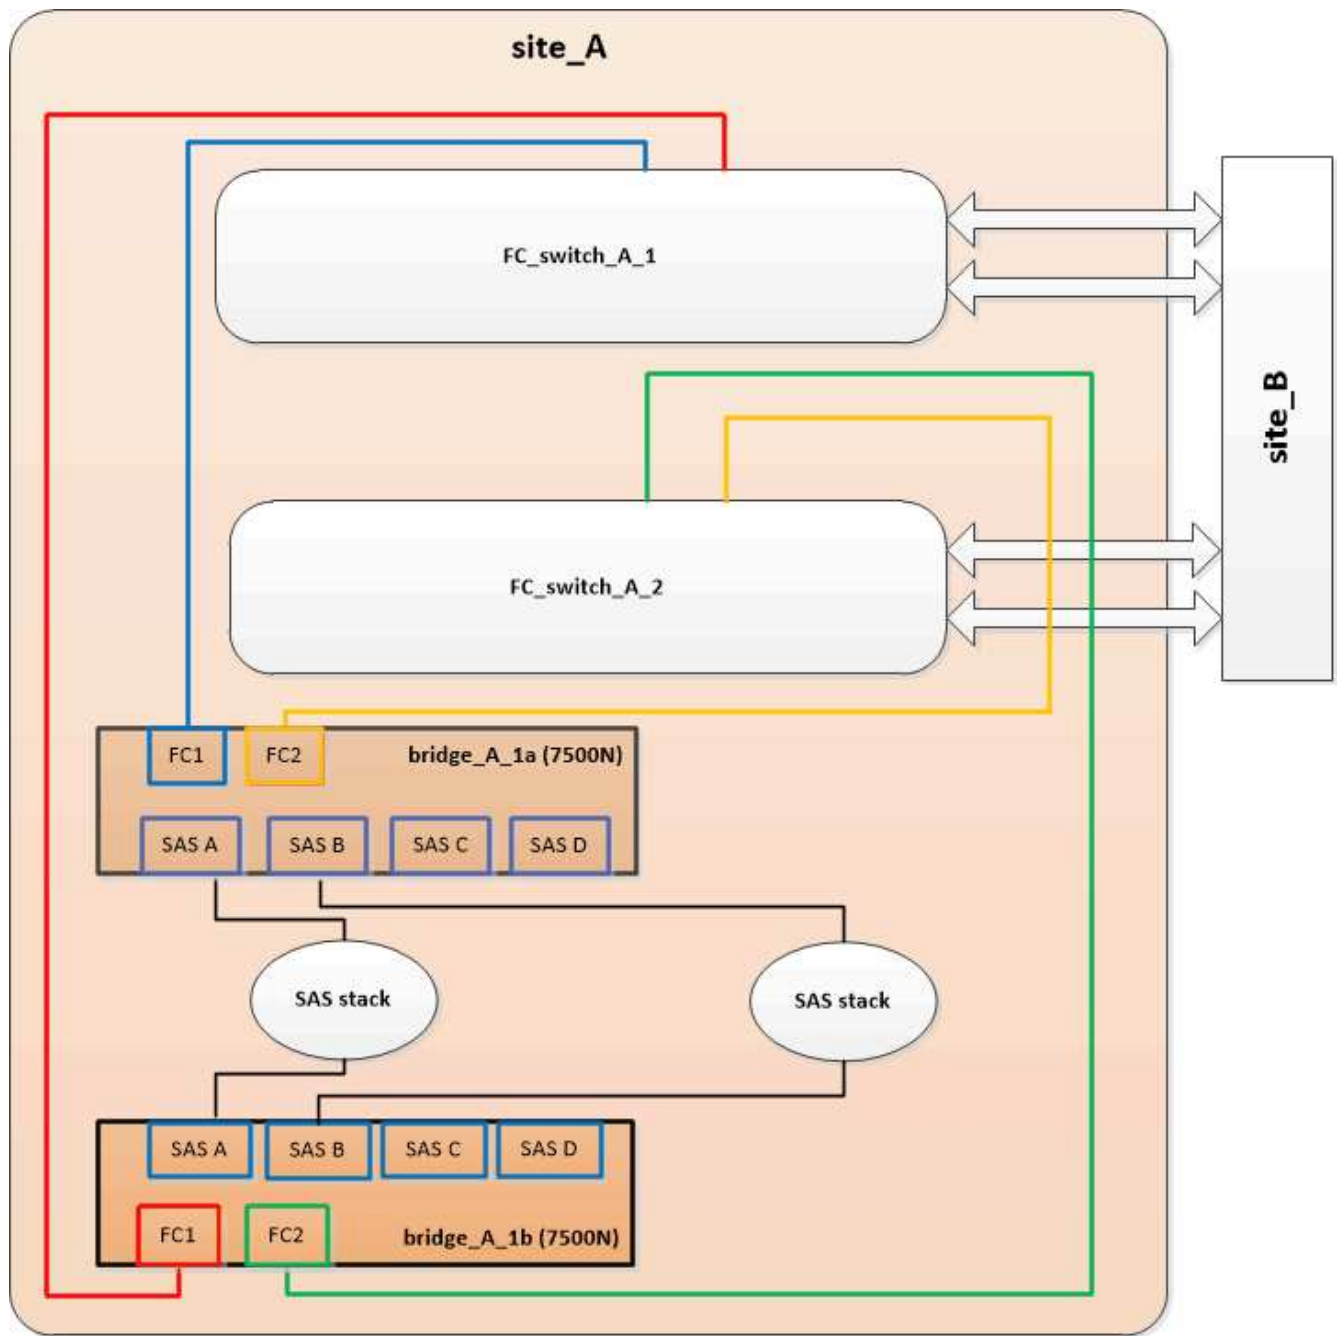 site_A
FC_switch_A_1
site_B
FC_switch_A_2
FC1
FC2
bridge_A_1a (7500N)
SAS A
SAS B
SAS C
SAS D
SAS stack
SAS stack
SAS A
SAS B
SAS C
SAS D
FC1
FC2
bridge_A_1b (7500N)